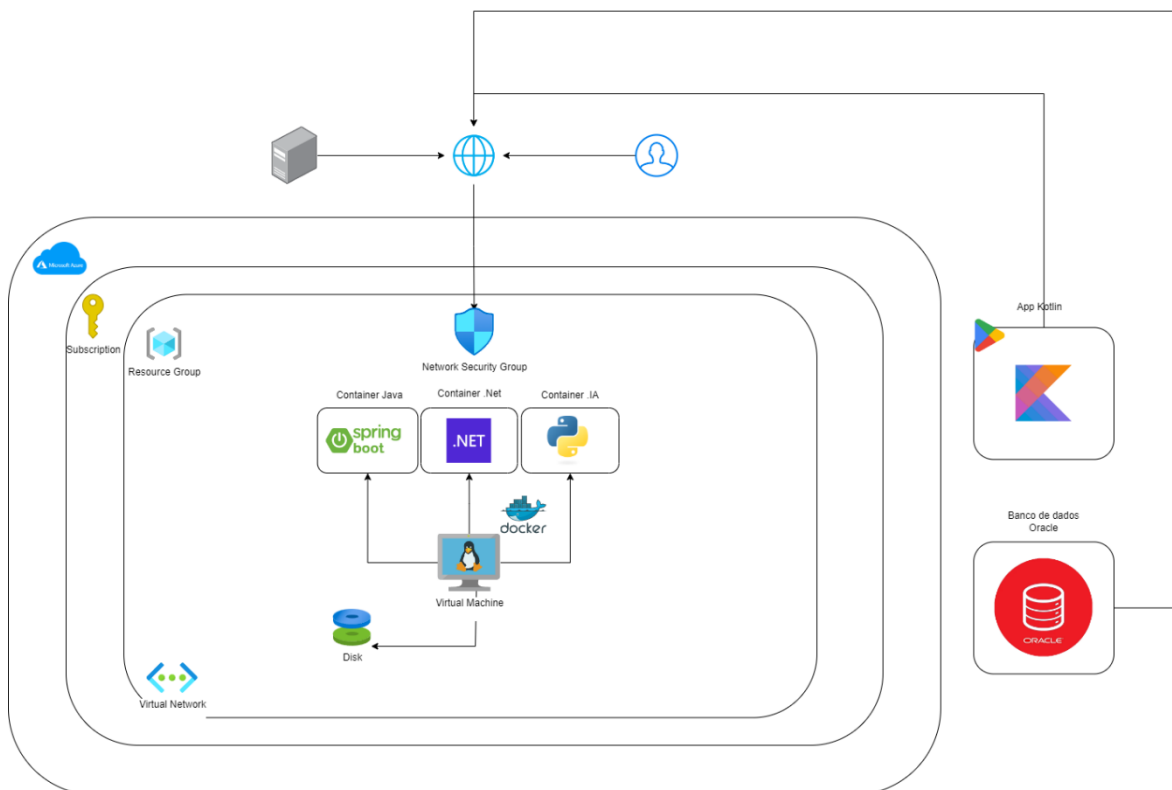 Microsoft Azure
Subscription
Resource Group
Network Security Group
App Kotlin
Container Java
Container .Net
Container .IA
spring
boot
.NET
docker
Virtual Machine
Disk
Virtual Network
Banco de dados
Oracle
ORACLE